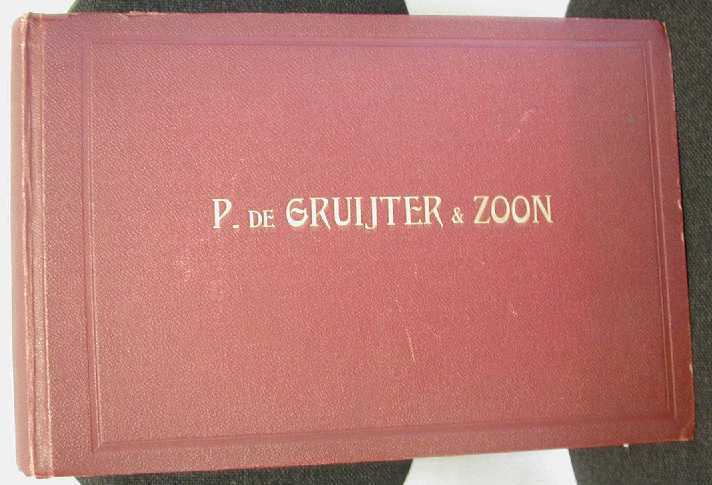 P. DE GRUIJTER & ZOON